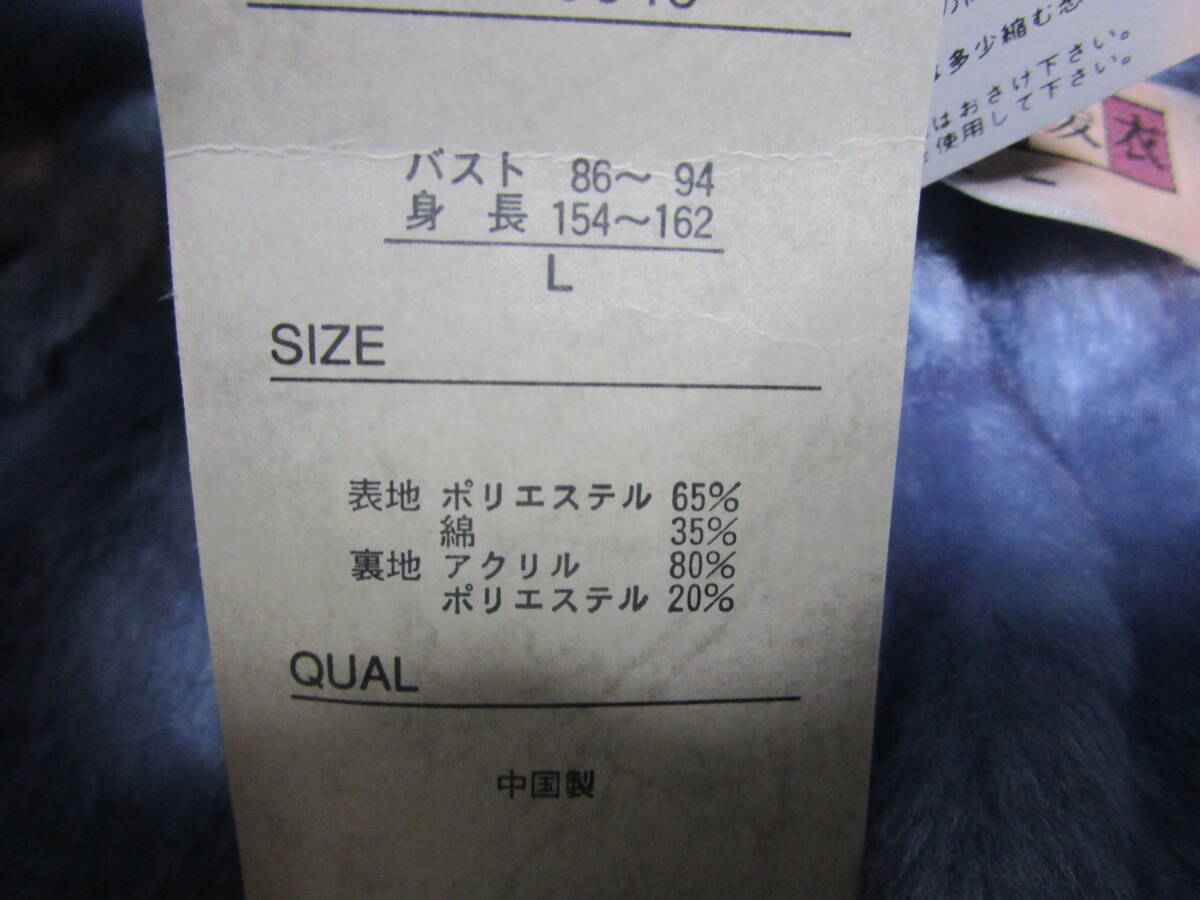 バスト 86～ 94
身 長 154～162
L
SIZE
表地 ポリエステル 65%
綿 35%
裏地 アクリル 80%
ポリエステル 20%
QUAL
中国製
多少縮む恐
はおさけ下さい。
使用して下さい。
衣